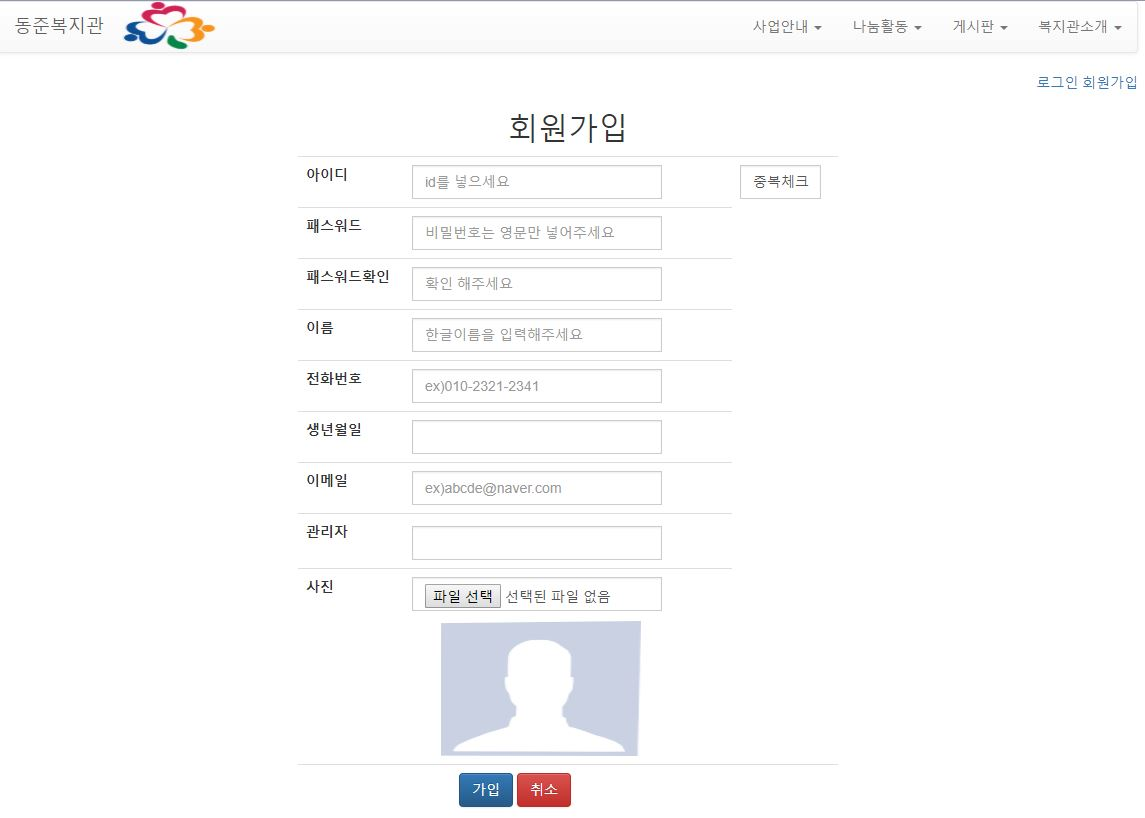 동준복지관 사업안내 나눔활동 게시판 복지관소개
로그인 회원가입
회원가입
아이디 id를 넣으세요 중복체크
패스워드 비밀번호는 영문만 넣어주세요
패스워드확인 확인 해주세요
이름 한글이름을 입력해주세요
전화번호 ex)010-2321-2341
생년월일
이메일 ex)abcde@naver.com
관리자
사진 파일 선택 선택된 파일 없음
가입 취소